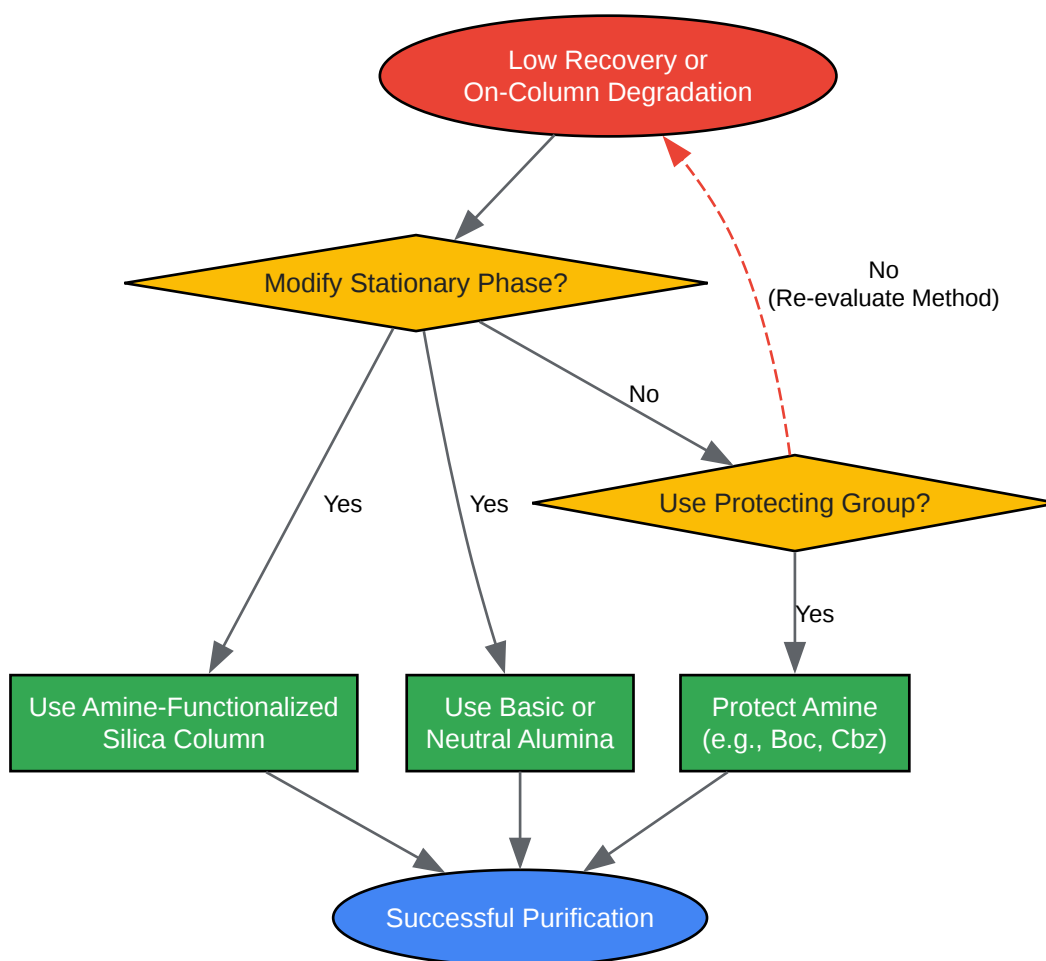 Low Recovery or
On-Column Degradation
Modify Stationary Phase?
No
(Re-evaluate Method)
No
Yes
Yes
Use Protecting Group?
Yes
Use Amine-Functionalized
Silica Column
Use Basic or
Neutral Alumina
Protect Amine
(e.g., Boc, Cbz)
Successful Purification